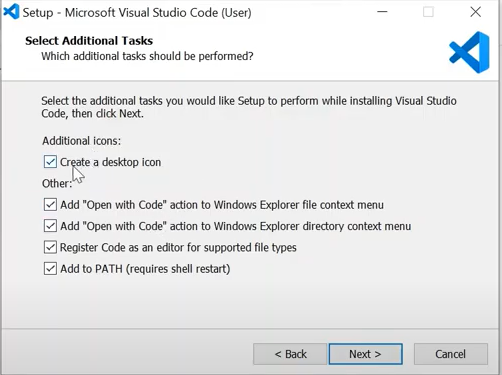 Setup - Microsoft Visual Studio Code (User)
Select Additional Tasks
Which additional tasks should be performed?
Select the additional tasks you would like Setup to perform while installing Visual Studio
Code, then click Next.
Additional icons:
Create a desktop icon
Other:
Add "Open with Code" action to Windows Explorer file context menu
Add "Open with Code" action to Windows Explorer directory context menu
Register Code as an editor for supported file types
Add to PATH (requires shell restart)
< Back
Next >
Cancel